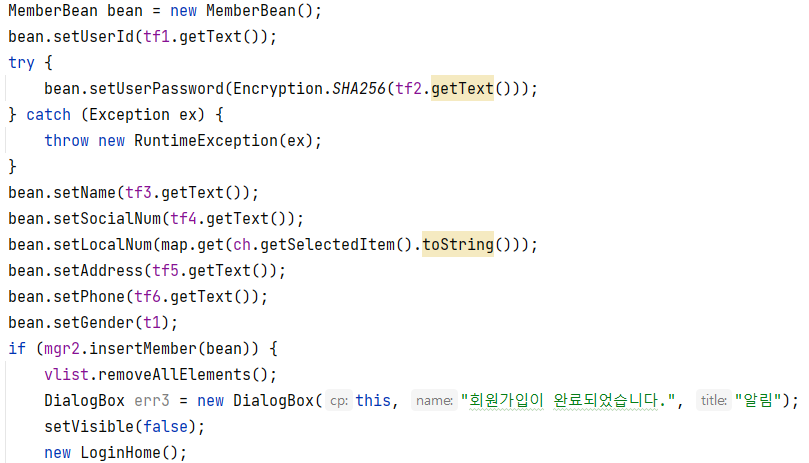 MemberBean bean = new MemberBean();
bean.setUserId(tf1.getText());
try {
    bean.setUserPassword(Encryption.SHA256(tf2.getText()));
} catch (Exception ex) {
    throw new RuntimeException(ex);
}
bean.setName(tf3.getText());
bean.setSocialNum(tf4.getText());
bean.setLocalNum(map.get(ch.getSelectedItem().toString()));
bean.setAddress(tf5.getText());
bean.setPhone(tf6.getText());
bean.setGender(t1);
if (mgr2.insertMember(bean)) {
    vlist.removeAllElements();
    DialogBox err3 = new DialogBox( cp: this, name: "회원가입이 완료되었습니다.", title: "알림");
    setVisible(false);
    new LoginHome();